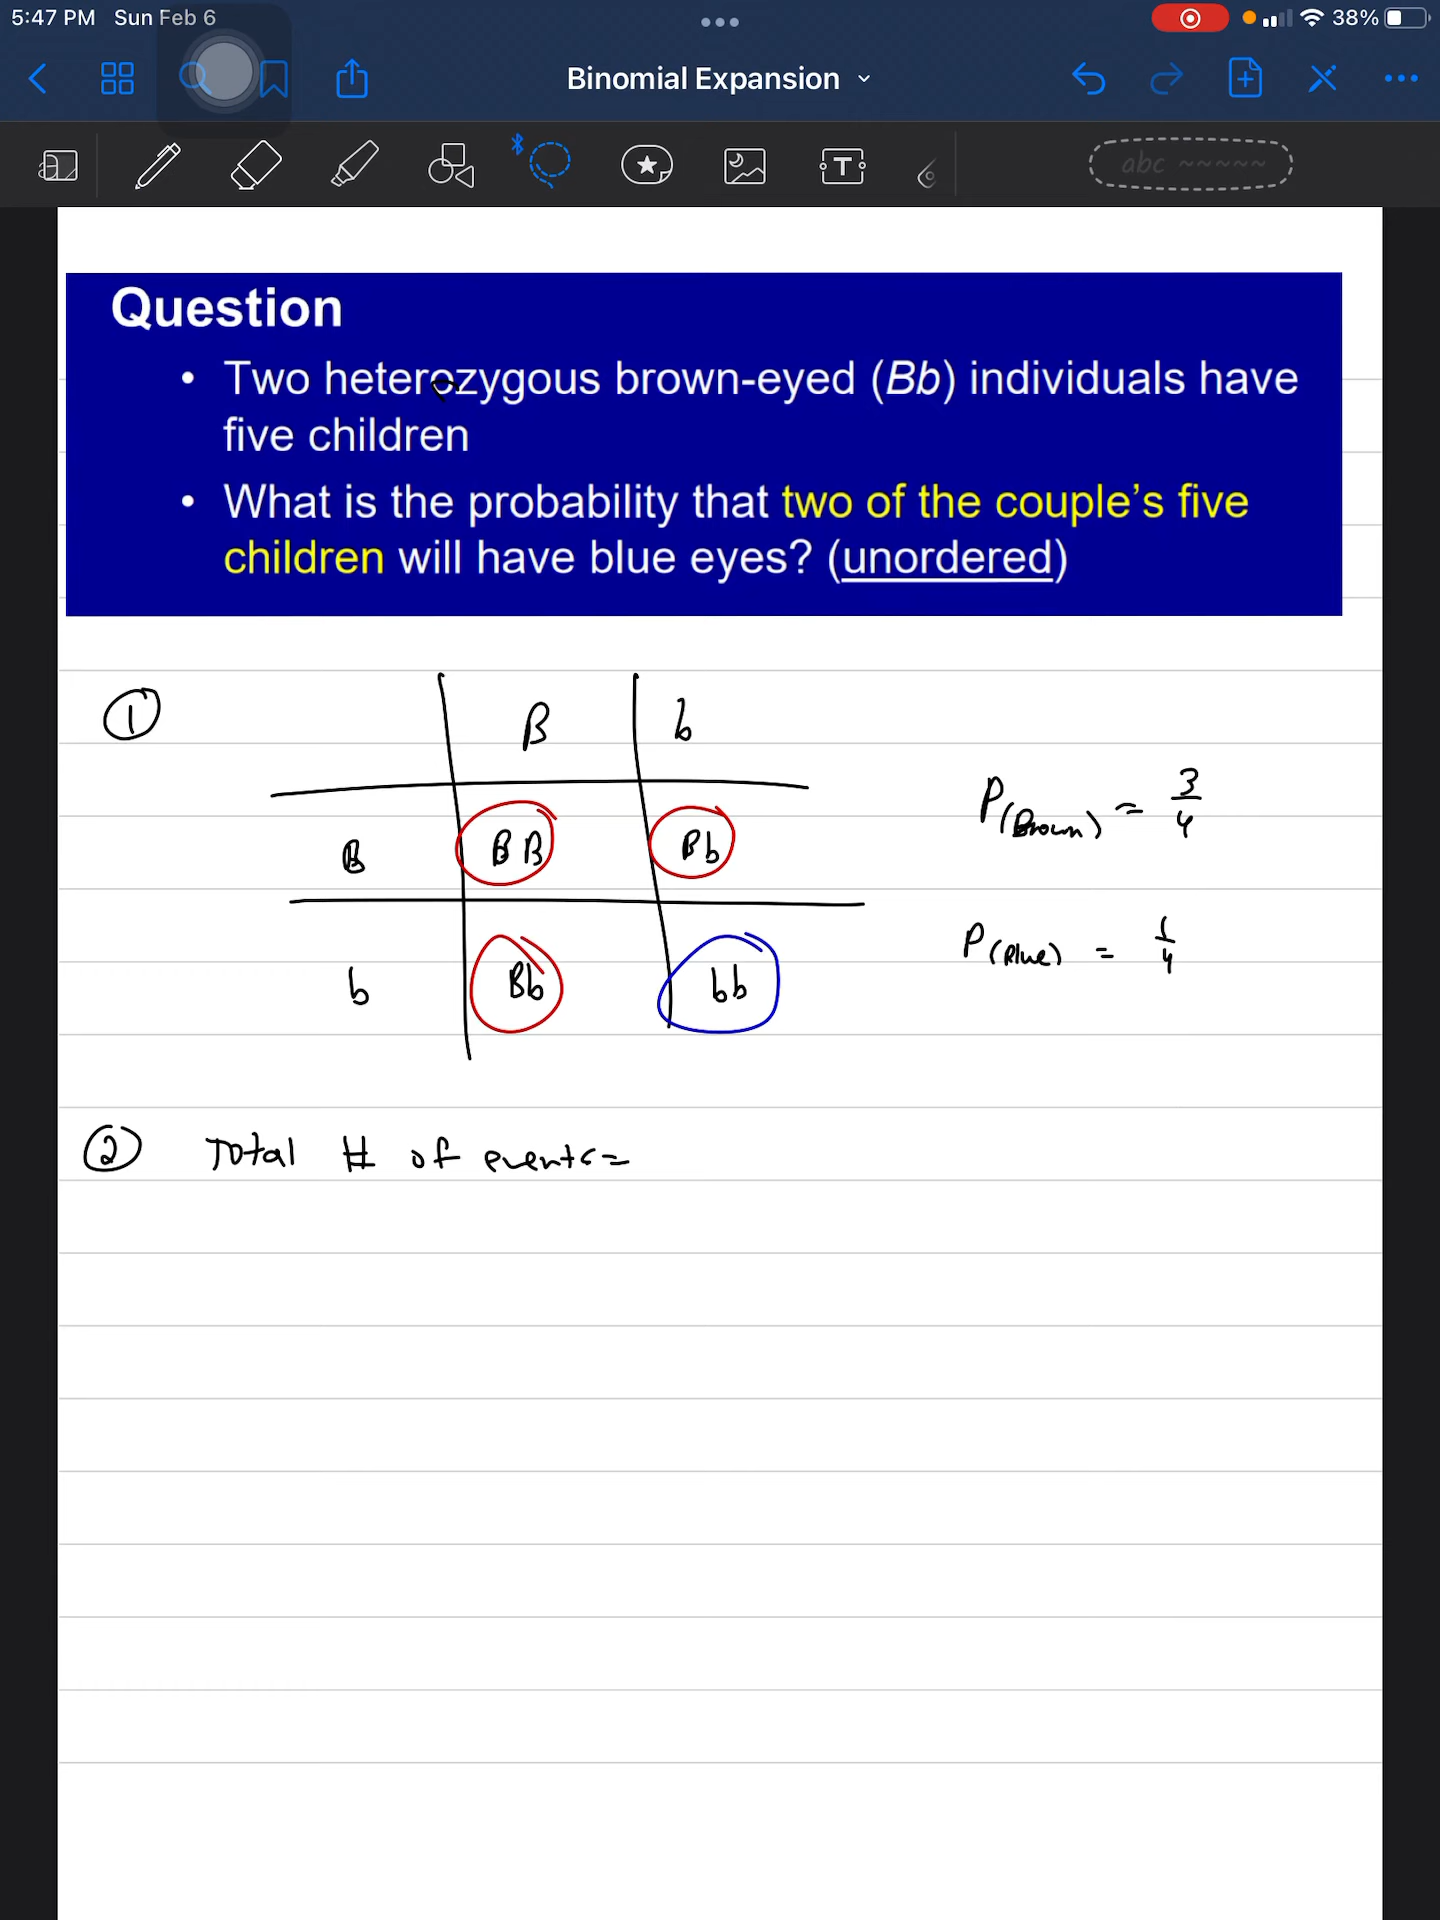 5:47 PM Sun Feb 6
38%
Binomial Expansion
T
abc
Question
• Two heterozygous brown-eyed (Bb) individuals have
five children
• What is the probability that two of the couple's five
children will have blue eyes? (unordered)
①
B b
P(Brown) = 3/4
B BB Bb
P(Blue) = 1/4
b Bb bb
② Total # of events=